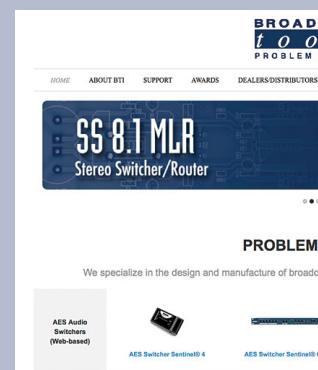 BROAD
too
PROBLEM
HOME ABOUT BTI SUPPORT AWARDS DEALERS/DISTRIBUTORS
SS 8.1 MLR
Stereo Switcher/Router
PROBLEM
We specialize in the design and manufacture of broadc
AES Audio
Switchers
(Web-based)
AES Switcher Sentinel® 4 AES Switcher Sentinel®